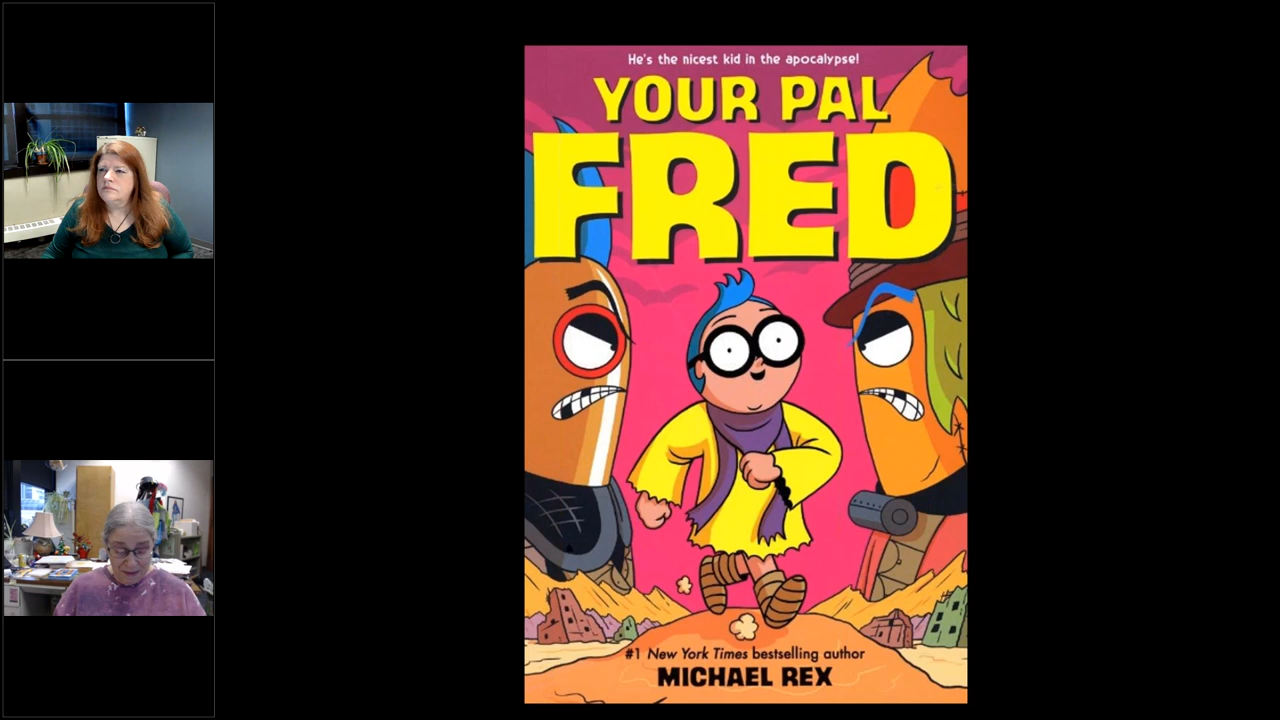 He's the nicest kid in the apocalypse!
YOUR PAL
FRED
#1 New York Times bestselling author
MICHAEL REX